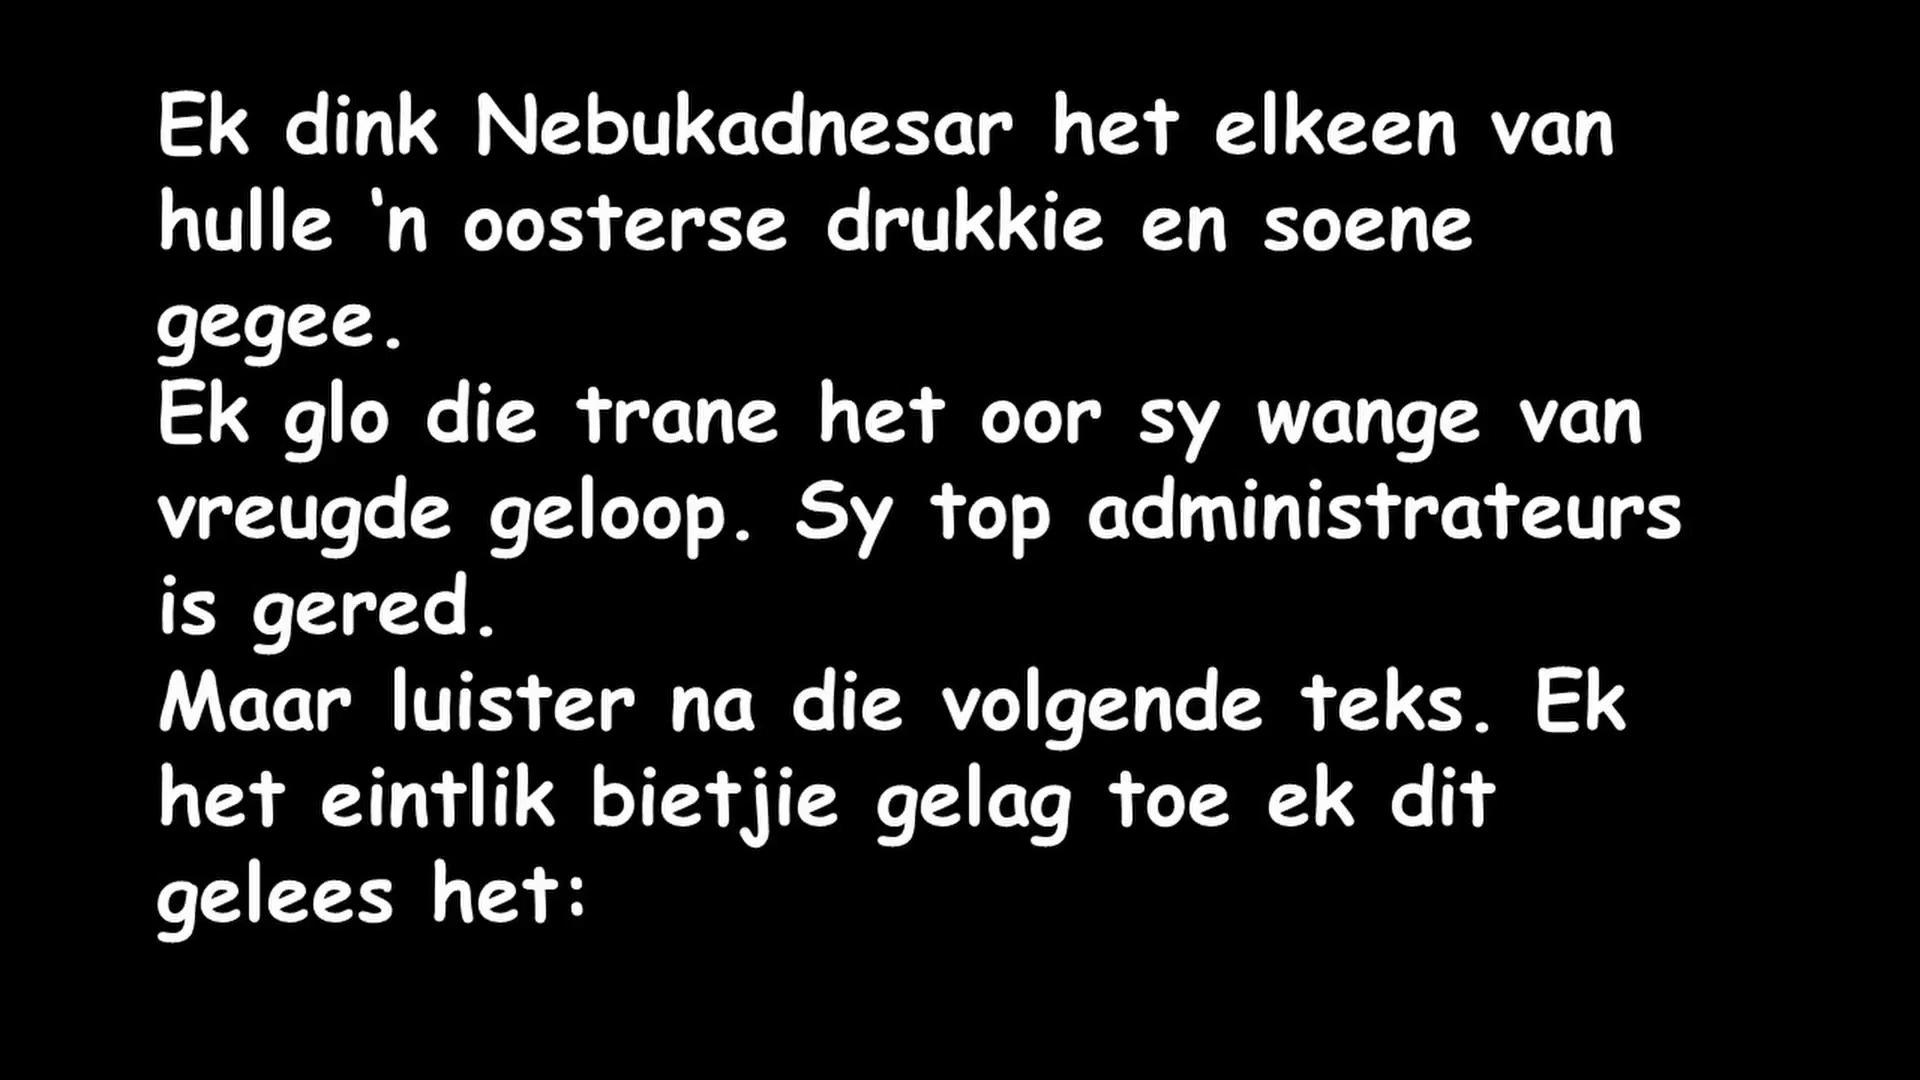 Ek dink Nebukadnesar het elkeen van
hulle ‘n oosterse drukkie en soene
gegee.
Ek glo die trane het oor sy wange van
vreugde geloop. Sy top administrateurs
is gered.
Maar luister na die volgende teks. Ek
het eintlik bietjie gelag toe ek dit
gelees het: